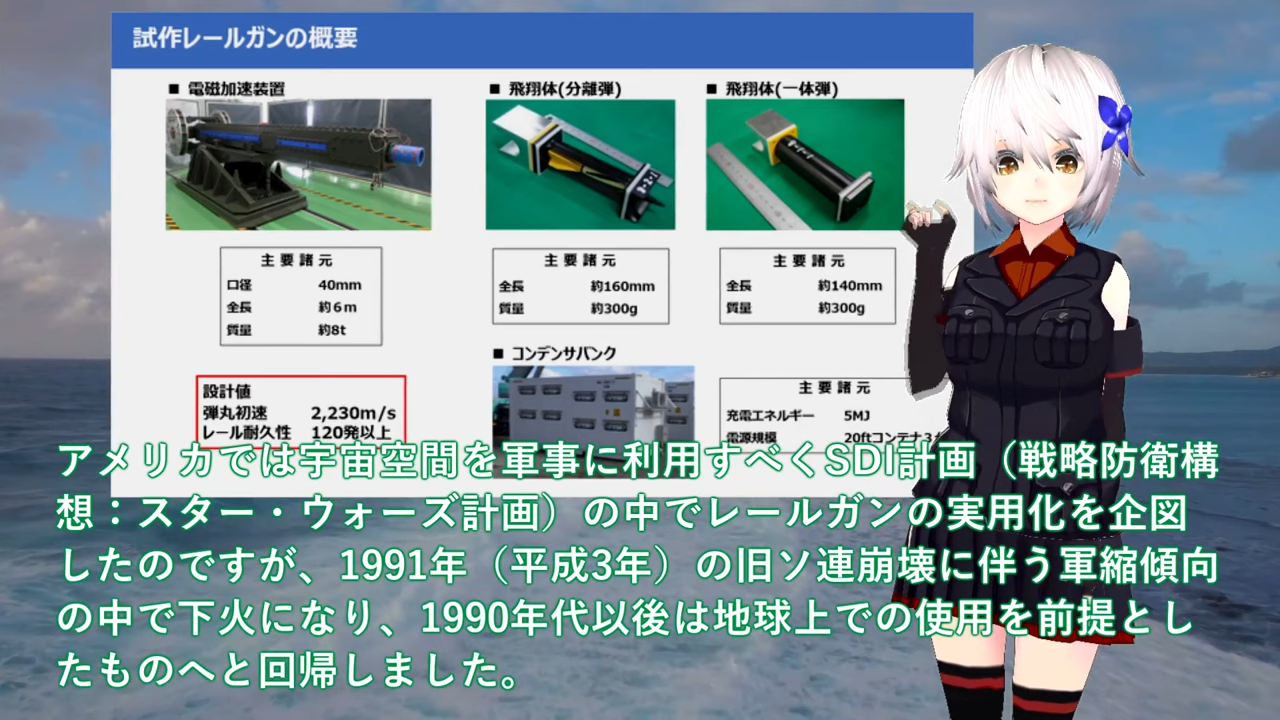 試作レールガンの概要
■ 電磁加速装置
■ 飛翔体(分離弾)
■ 飛翔体(一体弾)
主要諸元
口径 40mm
全長 約6m
質量 約8t
主要諸元
全長 約160mm
質量 約300g
主要諸元
全長 約140mm
質量 約300g
設計値
弾丸初速 2,230m/s
レール耐久性 120発以上
■ コンデンサバンク
主要諸元
充電エネルギー 5MJ
電源規模 20ftコンテナ3
アメリカでは宇宙空間を軍事に利用すべくSDI計画（戦略防衛構
想：スター・ウォーズ計画）の中でレールガンの実用化を企図
したのですが、1991年（平成3年）の旧ソ連崩壊に伴う軍縮傾向
の中で下火になり、1990年代以後は地球上での使用を前提とし
たものへと回帰しました。